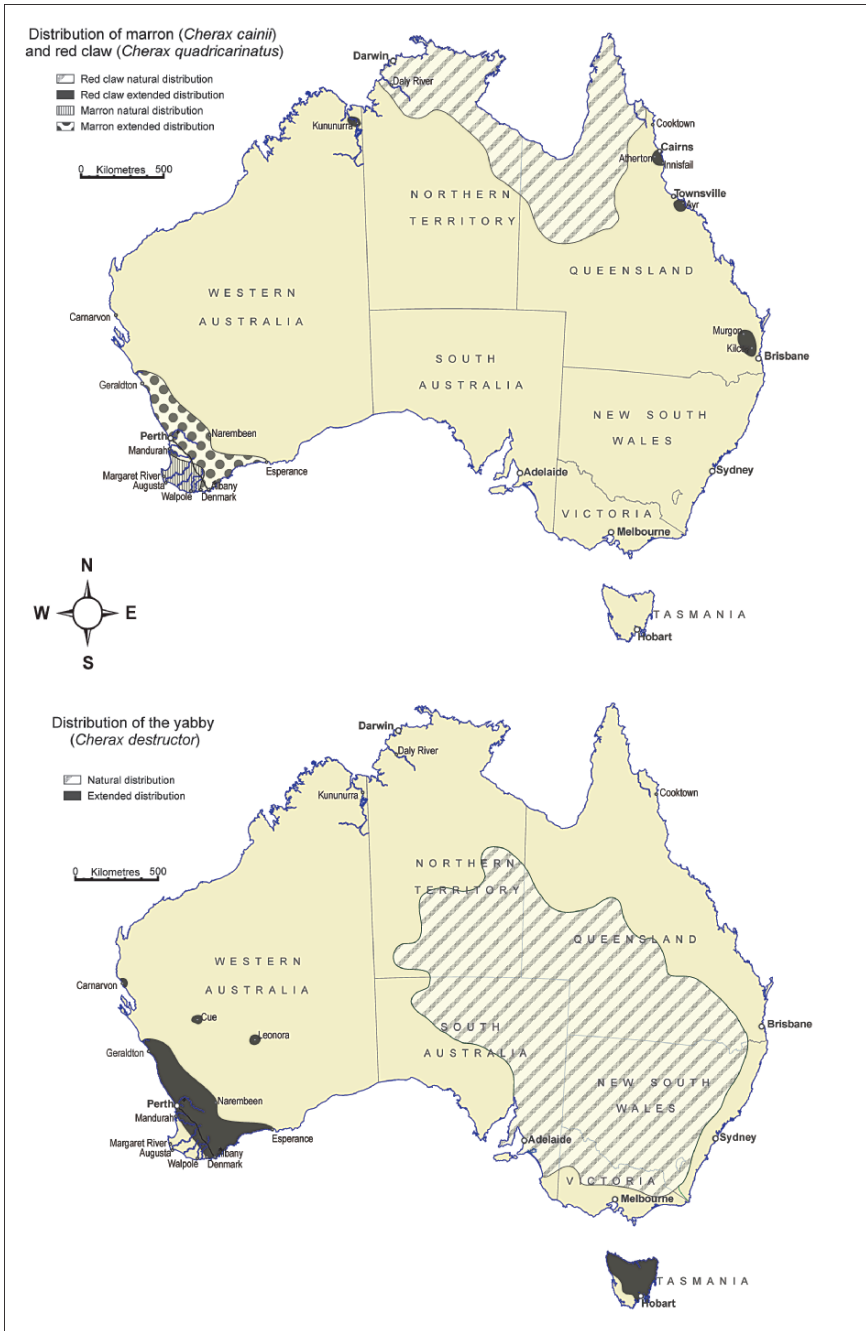 Distribution of marron (Cherax cainii)
and red claw (Cherax quadricarinatus)
Red claw natural distribution
Red claw extended distribution
Marron natural distribution
Marron extended distribution
0 Kilometres 500
Darwin
Daly River
Kununurra
Cooktown
Cairns
Atherton
Innisfail
Townsville
Ayr
NORTHERN
TERRITORY
QUEENSLAND
WESTERN
AUSTRALIA
Carnarvon
Murgon
Kilcoy
Brisbane
SOUTH
AUSTRALIA
Geraldton
NEW SOUTH
WALES
Perth
Narembeen
Mandurah
Esperance
Adelaide
Sydney
Margaret River
Augusta
Albany
Walpole
Denmark
VICTORIA
Melbourne
N
W
E
S
TASMANIA
Hobart
Distribution of the yabby
(Cherax destructor)
Natural distribution
Extended distribution
0 Kilometres 500
Darwin
Daly River
Kununurra
Cooktown
NORTHERN
TERRITORY
QUEENSLAND
WESTERN
AUSTRALIA
Carnarvon
Cue
Leonora
Brisbane
SOUTH
AUSTRALIA
Geraldton
NEW SOUTH
WALES
Perth
Narembeen
Mandurah
Esperance
Adelaide
Sydney
Margaret River
Augusta
Albany
Walpole
Denmark
VICTORIA
Melbourne
TASMANIA
Hobart